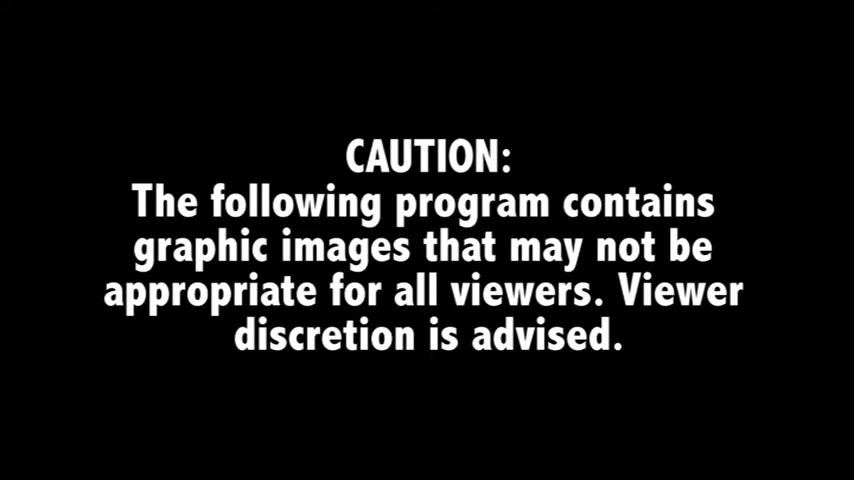 CAUTION:
The following program contains
graphic images that may not be
appropriate for all viewers. Viewer
discretion is advised.